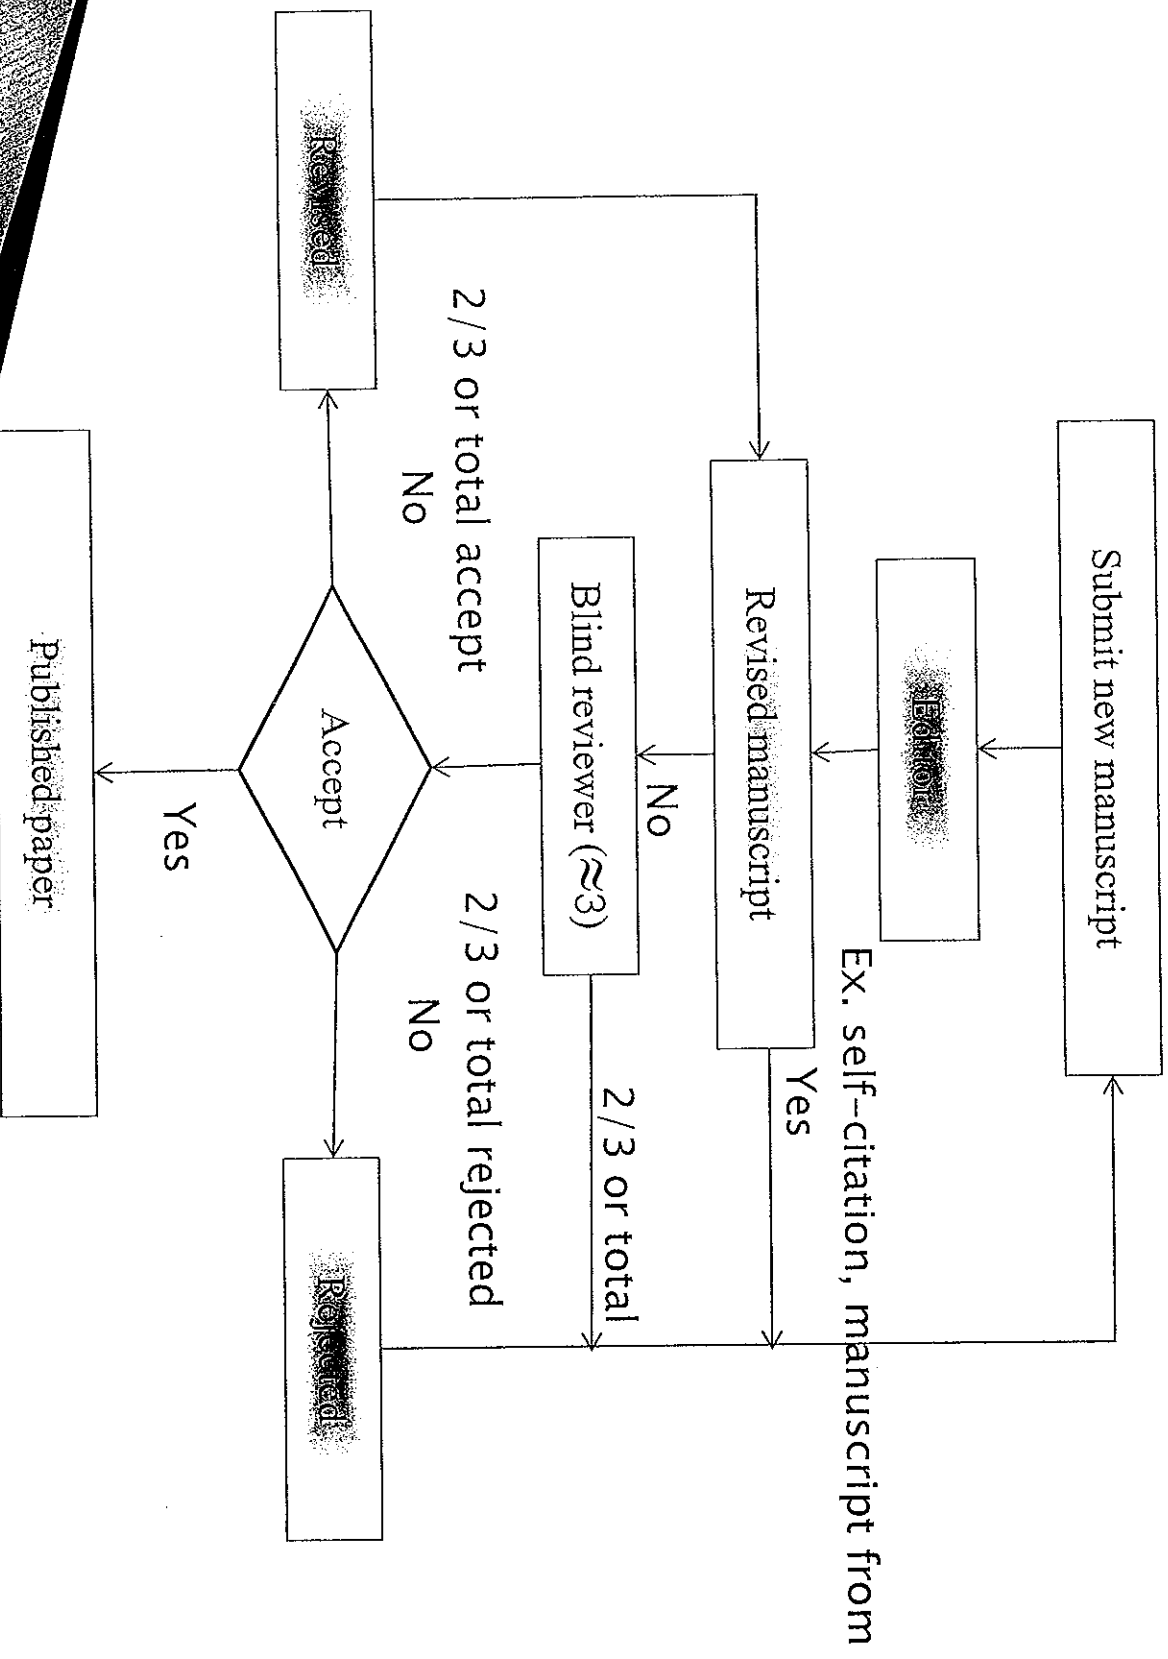 Submit new manuscript
Editor
Ex. self-citation, manuscript from
Revised manuscript
Yes
No
Blind reviewer (≈3)
2/3 or total
2/3 or total accept
No
2/3 or total rejected
No
Revised
Accept
Rejected
Yes
Published paper